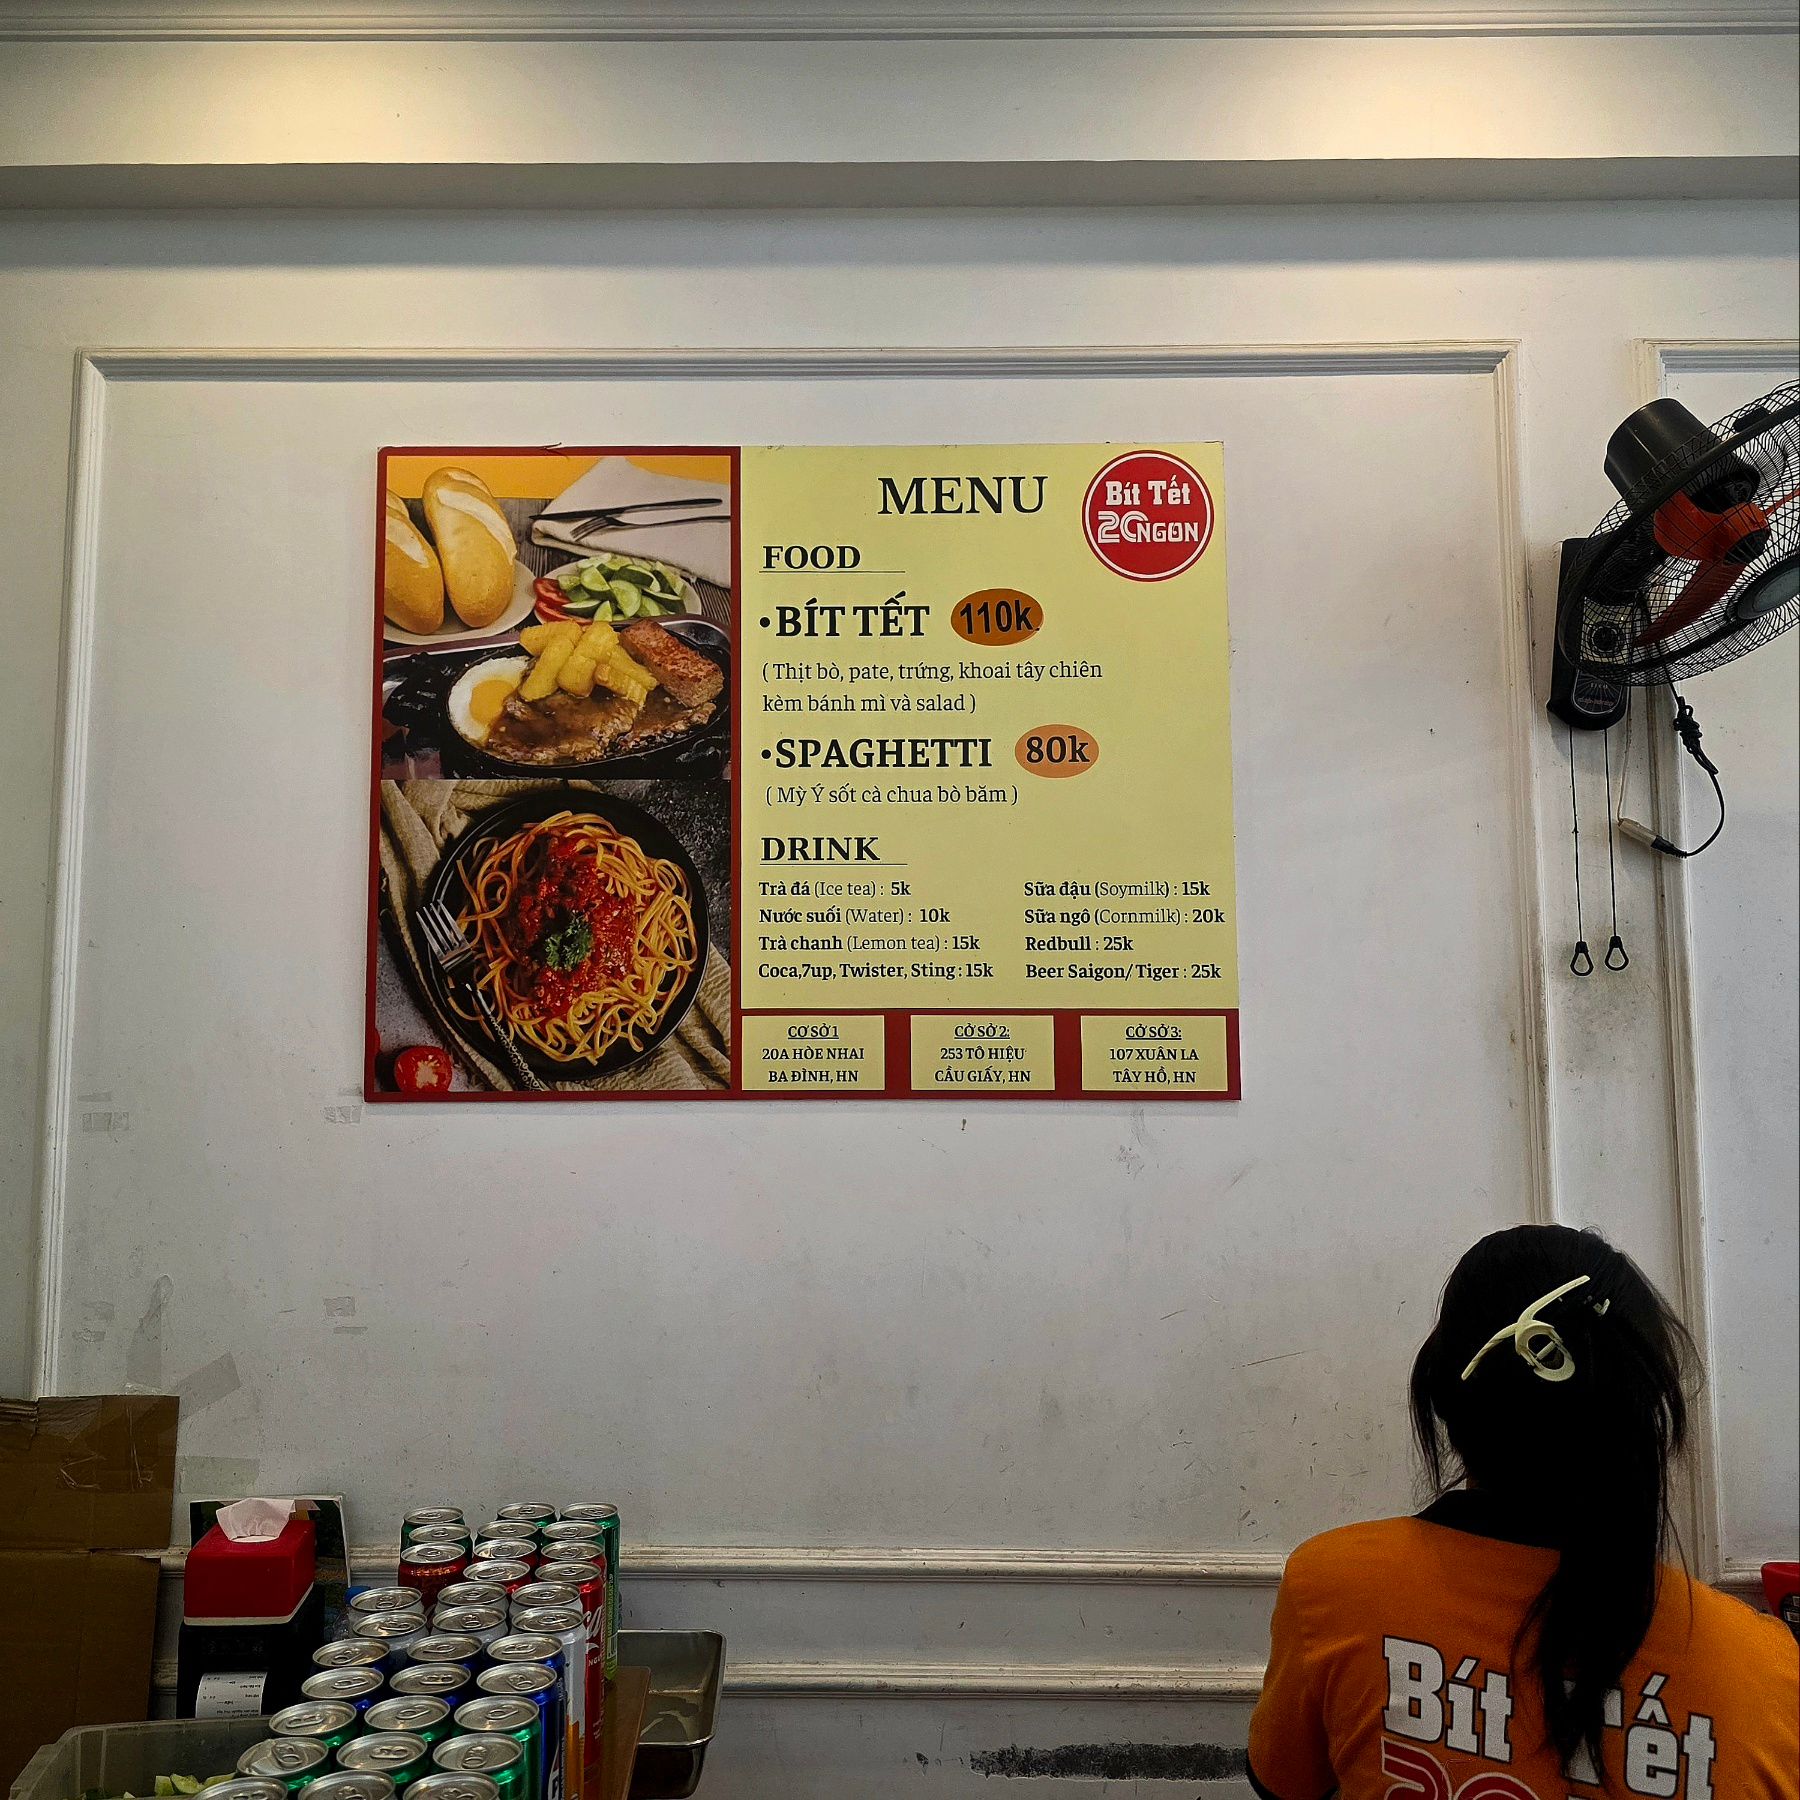 MENU
Bít Tết
20NGON
FOOD
•BÍT TẾT 110k
( Thịt bò, pate, trứng, khoai tây chiên
kèm bánh mì và salad )
•SPAGHETTI 80k
( Mỳ Ý sốt cà chua bò băm )
DRINK
Trà đá (Ice tea) : 5k
Nước suối (Water) : 10k
Trà chanh (Lemon tea) : 15k
Coca,7up, Twister, Sting : 15k
Sữa đậu (Soymilk) : 15k
Sữa ngô (Cornmilk) : 20k
Redbull : 25k
Beer Saigon/ Tiger : 25k
CƠ SỞ 1
20A HÒE NHAI
BA ĐÌNH, HN
CỞ SỞ 2:
253 TÔ HIỆU
CẦU GIẤY, HN
CỞ SỞ 3:
107 XUÂN LA
TÂY HỒ, HN
Bít Tết